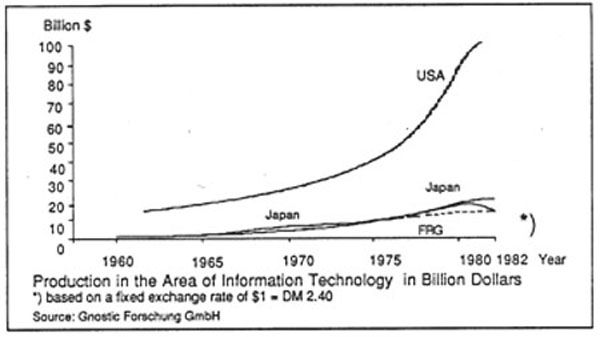 Billion $
100
90
80
70
60
50
40
30
20
10
0
USA
Japan
Japan
FRG
*)
1960 1965 1970 1975 1980 1982 Year
Production in the Area of Information Technology in Billion Dollars
*) based on a fixed exchange rate of $1 = DM 2.40
Source: Gnostic Forschung GmbH